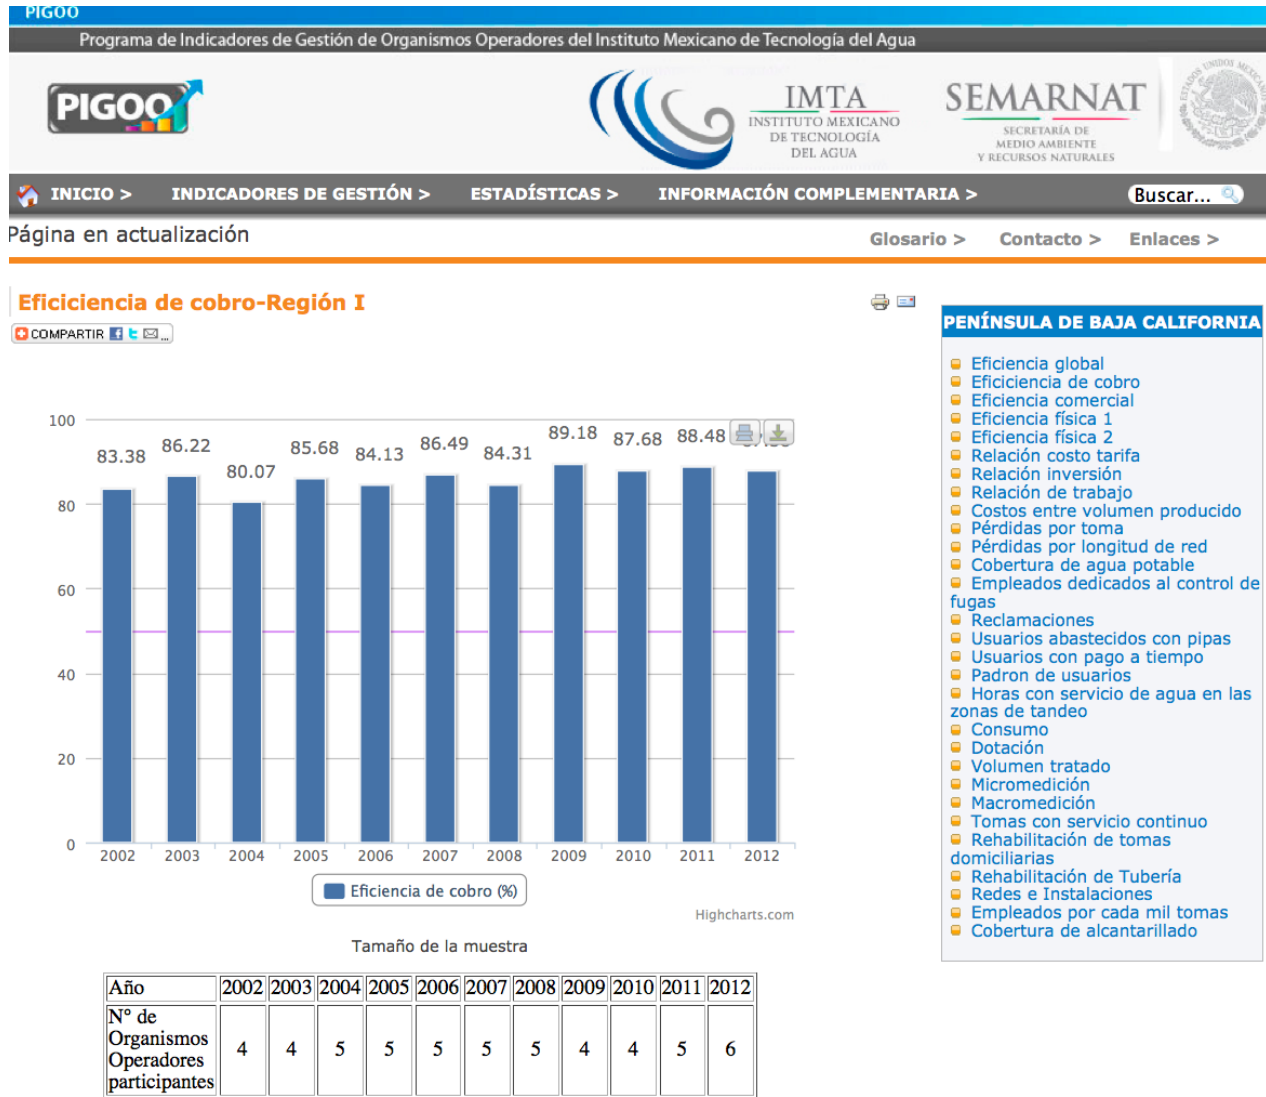 PIGOO
Programa de Indicadores de Gestión de Organismos Operadores del Instituto Mexicano de Tecnología del Agua
PIGOO
IMTA
INSTITUTO MEXICANO
DE TECNOLOGÍA
DEL AGUA
SEMARNAT
SECRETARÍA DE
MEDIO AMBIENTE
Y RECURSOS NATURALES
INICIO > INDICADORES DE GESTIÓN > ESTADÍSTICAS > INFORMACIÓN COMPLEMENTARIA > Buscar...
Página en actualización
Glosario > Contacto > Enlaces >
Eficiciencia de cobro-Región I
COMPARTIR
100
80
60
40
20
0
83.38 86.22 80.07 85.68 84.13 86.49 84.31 89.18 87.68 88.48
2002 2003 2004 2005 2006 2007 2008 2009 2010 2011 2012
Eficiencia de cobro (%)
Highcharts.com
Tamaño de la muestra
Año 2002 2003 2004 2005 2006 2007 2008 2009 2010 2011 2012
N° de
Organismos
Operadores
participantes
4 4 5 5 5 5 5 4 4 5 6
PENÍNSULA DE BAJA CALIFORNIA
Eficiencia global
Eficiciencia de cobro
Eficiencia comercial
Eficiencia física 1
Eficiencia física 2
Relación costo tarifa
Relación inversión
Relación de trabajo
Costos entre volumen producido
Pérdidas por toma
Pérdidas por longitud de red
Cobertura de agua potable
Empleados dedicados al control de
fugas
Reclamaciones
Usuarios abastecidos con pipas
Usuarios con pago a tiempo
Padron de usuarios
Horas con servicio de agua en las
zonas de tandeo
Consumo
Dotación
Volumen tratado
Micromedición
Macromedición
Tomas con servicio continuo
Rehabilitación de tomas
domiciliarias
Rehabilitación de Tubería
Redes e Instalaciones
Empleados por cada mil tomas
Cobertura de alcantarillado